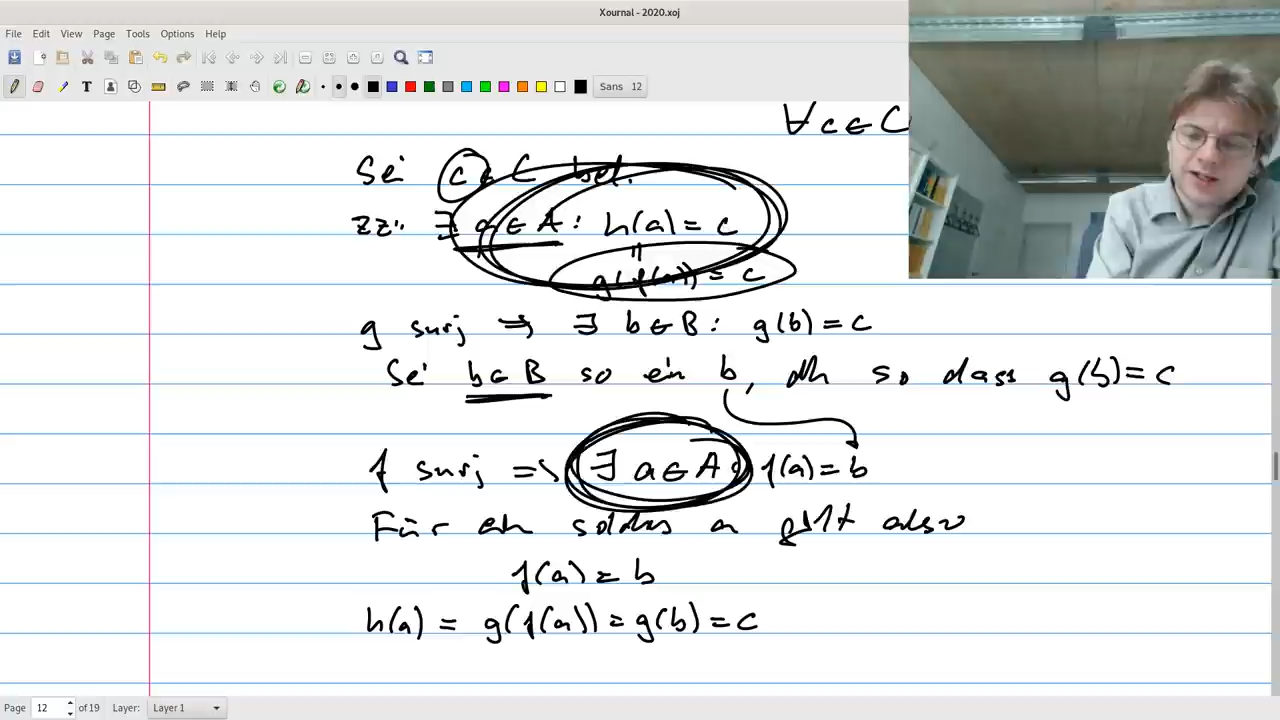 Xournal - 2020.xoj
File Edit View Page Tools Options Help
Sans 12
∀ c ∈ C
Sei c ∈ C bel.
zz: ∃ a ∈ A : h(a) = c
g(f(a)) = c
g surj ⇒ ∃ b ∈ B : g(b) = c
Sei b ∈ B so ein b, dh so dass g(b) = c
f surj ⇒ ∃ a ∈ A : f(a) = b
Für ein solches a gilt also
f(a) = b
h(a) = g(f(a)) = g(b) = c
Page 12 of 19 Layer: Layer 1